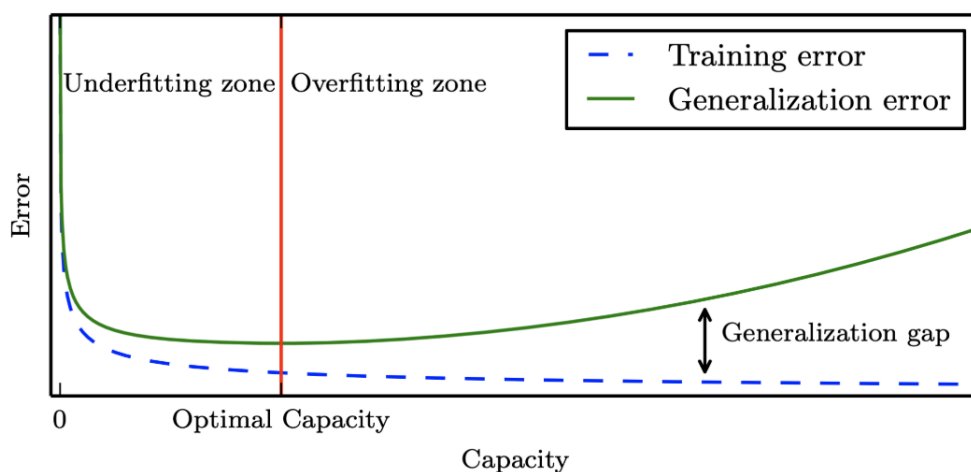 Training error
Generalization error
Underfitting zone
Overfitting zone
Error
Generalization gap
0
Optimal Capacity
Capacity